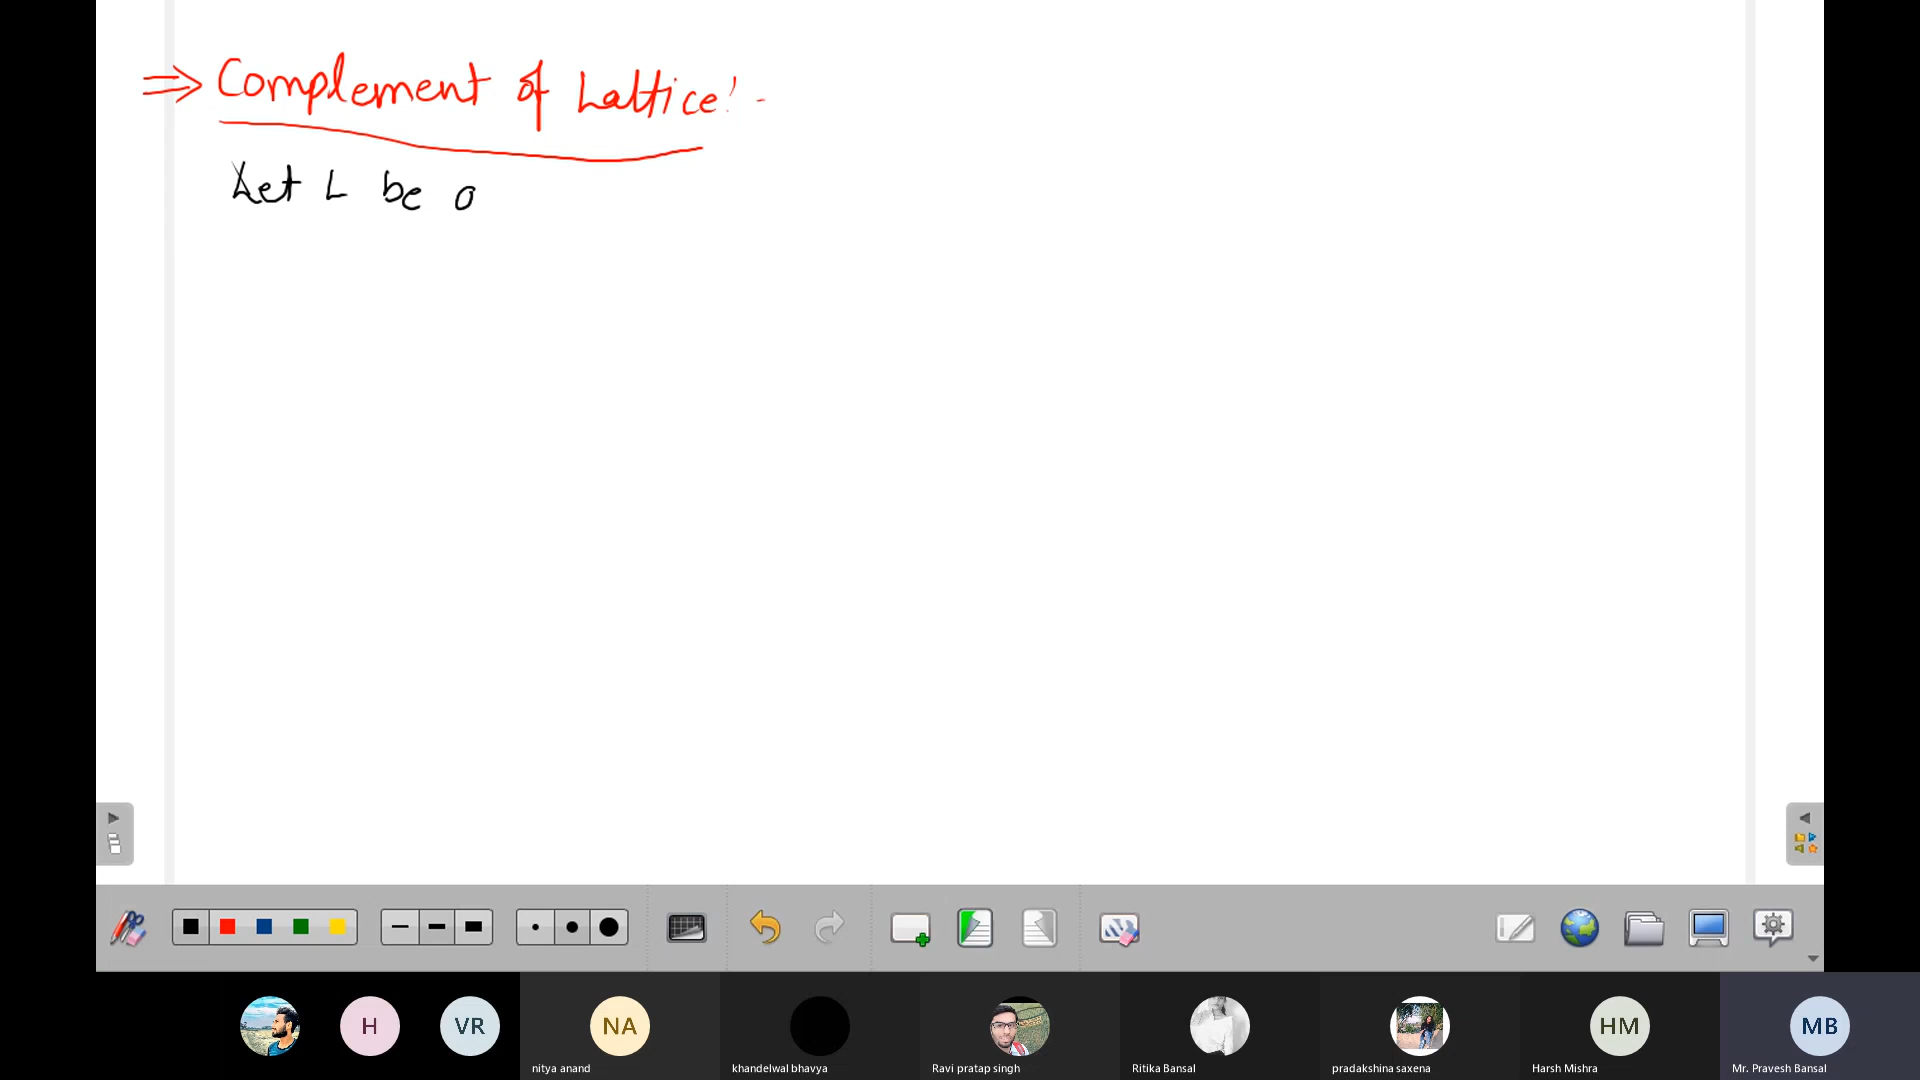 ⇒ Complement of Lattice :-
Let L be a
H
VR
NA
HM
MB
nitya anand
khandelwal bhavya
Ravi pratap singh
Ritika Bansal
pradakshina saxena
Harsh Mishra
Mr. Pravesh Bansal